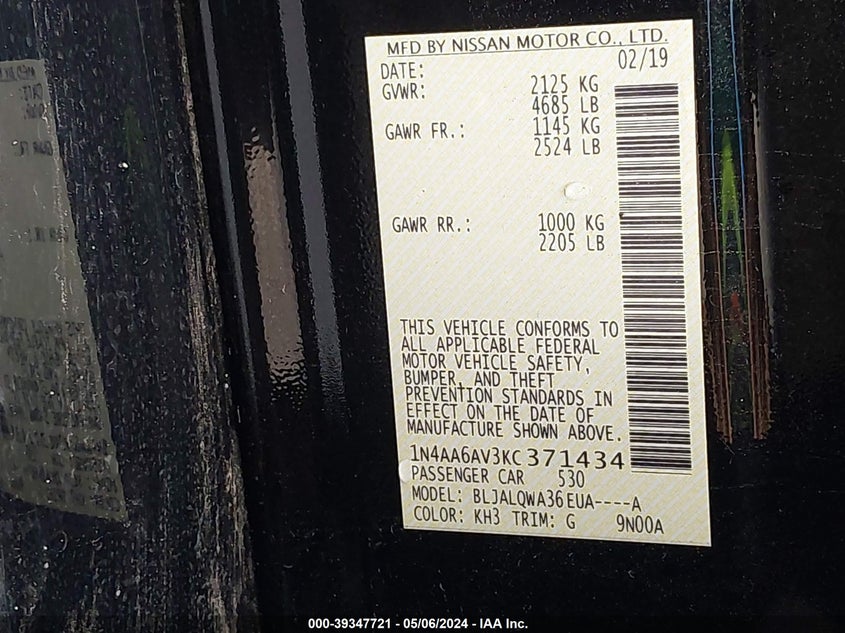 MFD BY NISSAN MOTOR CO., LTD.
DATE: 02/19
GVWR: 2125 KG
4685 LB
GAWR FR.: 1145 KG
2524 LB
GAWR RR.: 1000 KG
2205 LB
THIS VEHICLE CONFORMS TO
ALL APPLICABLE FEDERAL
MOTOR VEHICLE SAFETY,
BUMPER, AND THEFT
PREVENTION STANDARDS IN
EFFECT ON THE DATE OF
MANUFACTURE SHOWN ABOVE.
1N4AA6AV3KC371434
PASSENGER CAR 530
MODEL: BLJALQWA36EUA----A
COLOR: KH3 TRIM: G 9N00A
000-39347721 - 05/06/2024 - IAA Inc.